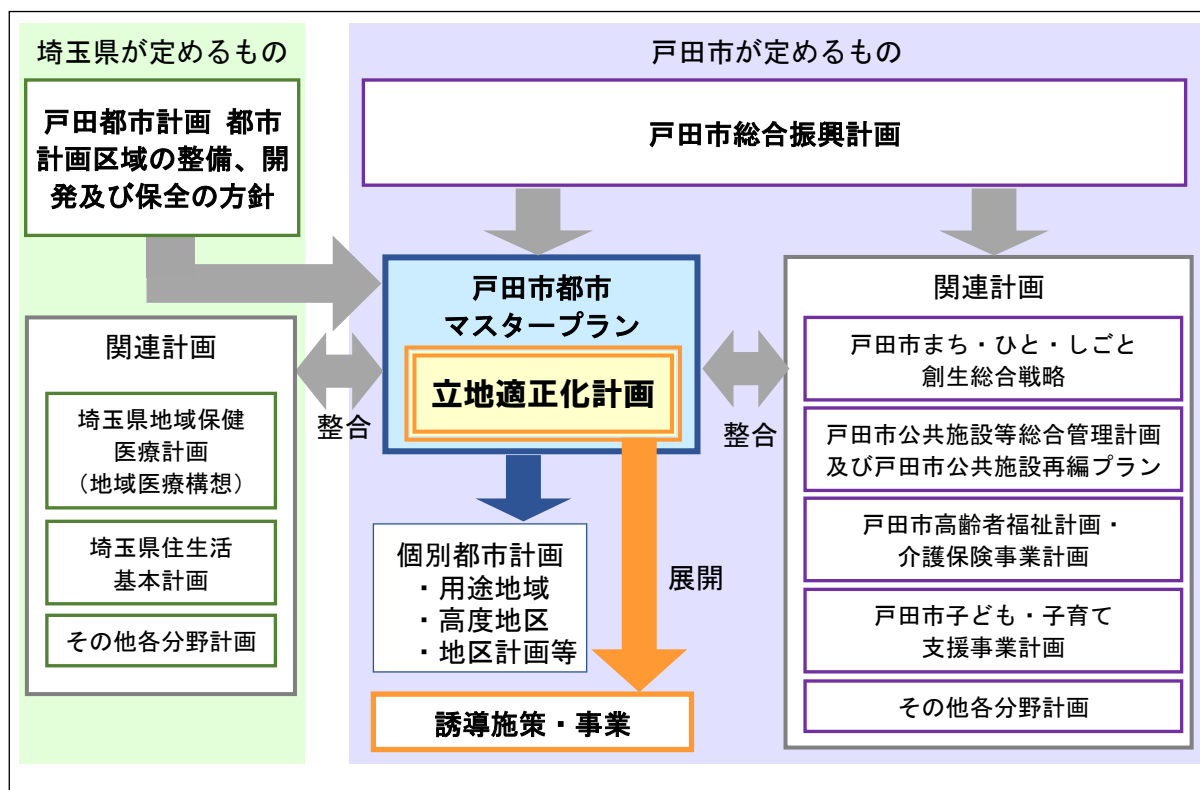 埼玉県が定めるもの
戸田都市計画 都市
計画区域の整備、開
発及び保全の方針
関連計画
埼玉県地域保健
医療計画
（地域医療構想）
埼玉県住生活
基本計画
その他各分野計画
戸田市が定めるもの
戸田市総合振興計画
戸田市都市
マスタープラン
立地適正化計画
整合
整合
個別都市計画
・用途地域
・高度地区
・地区計画等
展開
誘導施策・事業
関連計画
戸田市まち・ひと・しごと
創生総合戦略
戸田市公共施設等総合管理計画
及び戸田市公共施設再編プラン
戸田市高齢者福祉計画・
介護保険事業計画
戸田市子ども・子育て
支援事業計画
その他各分野計画